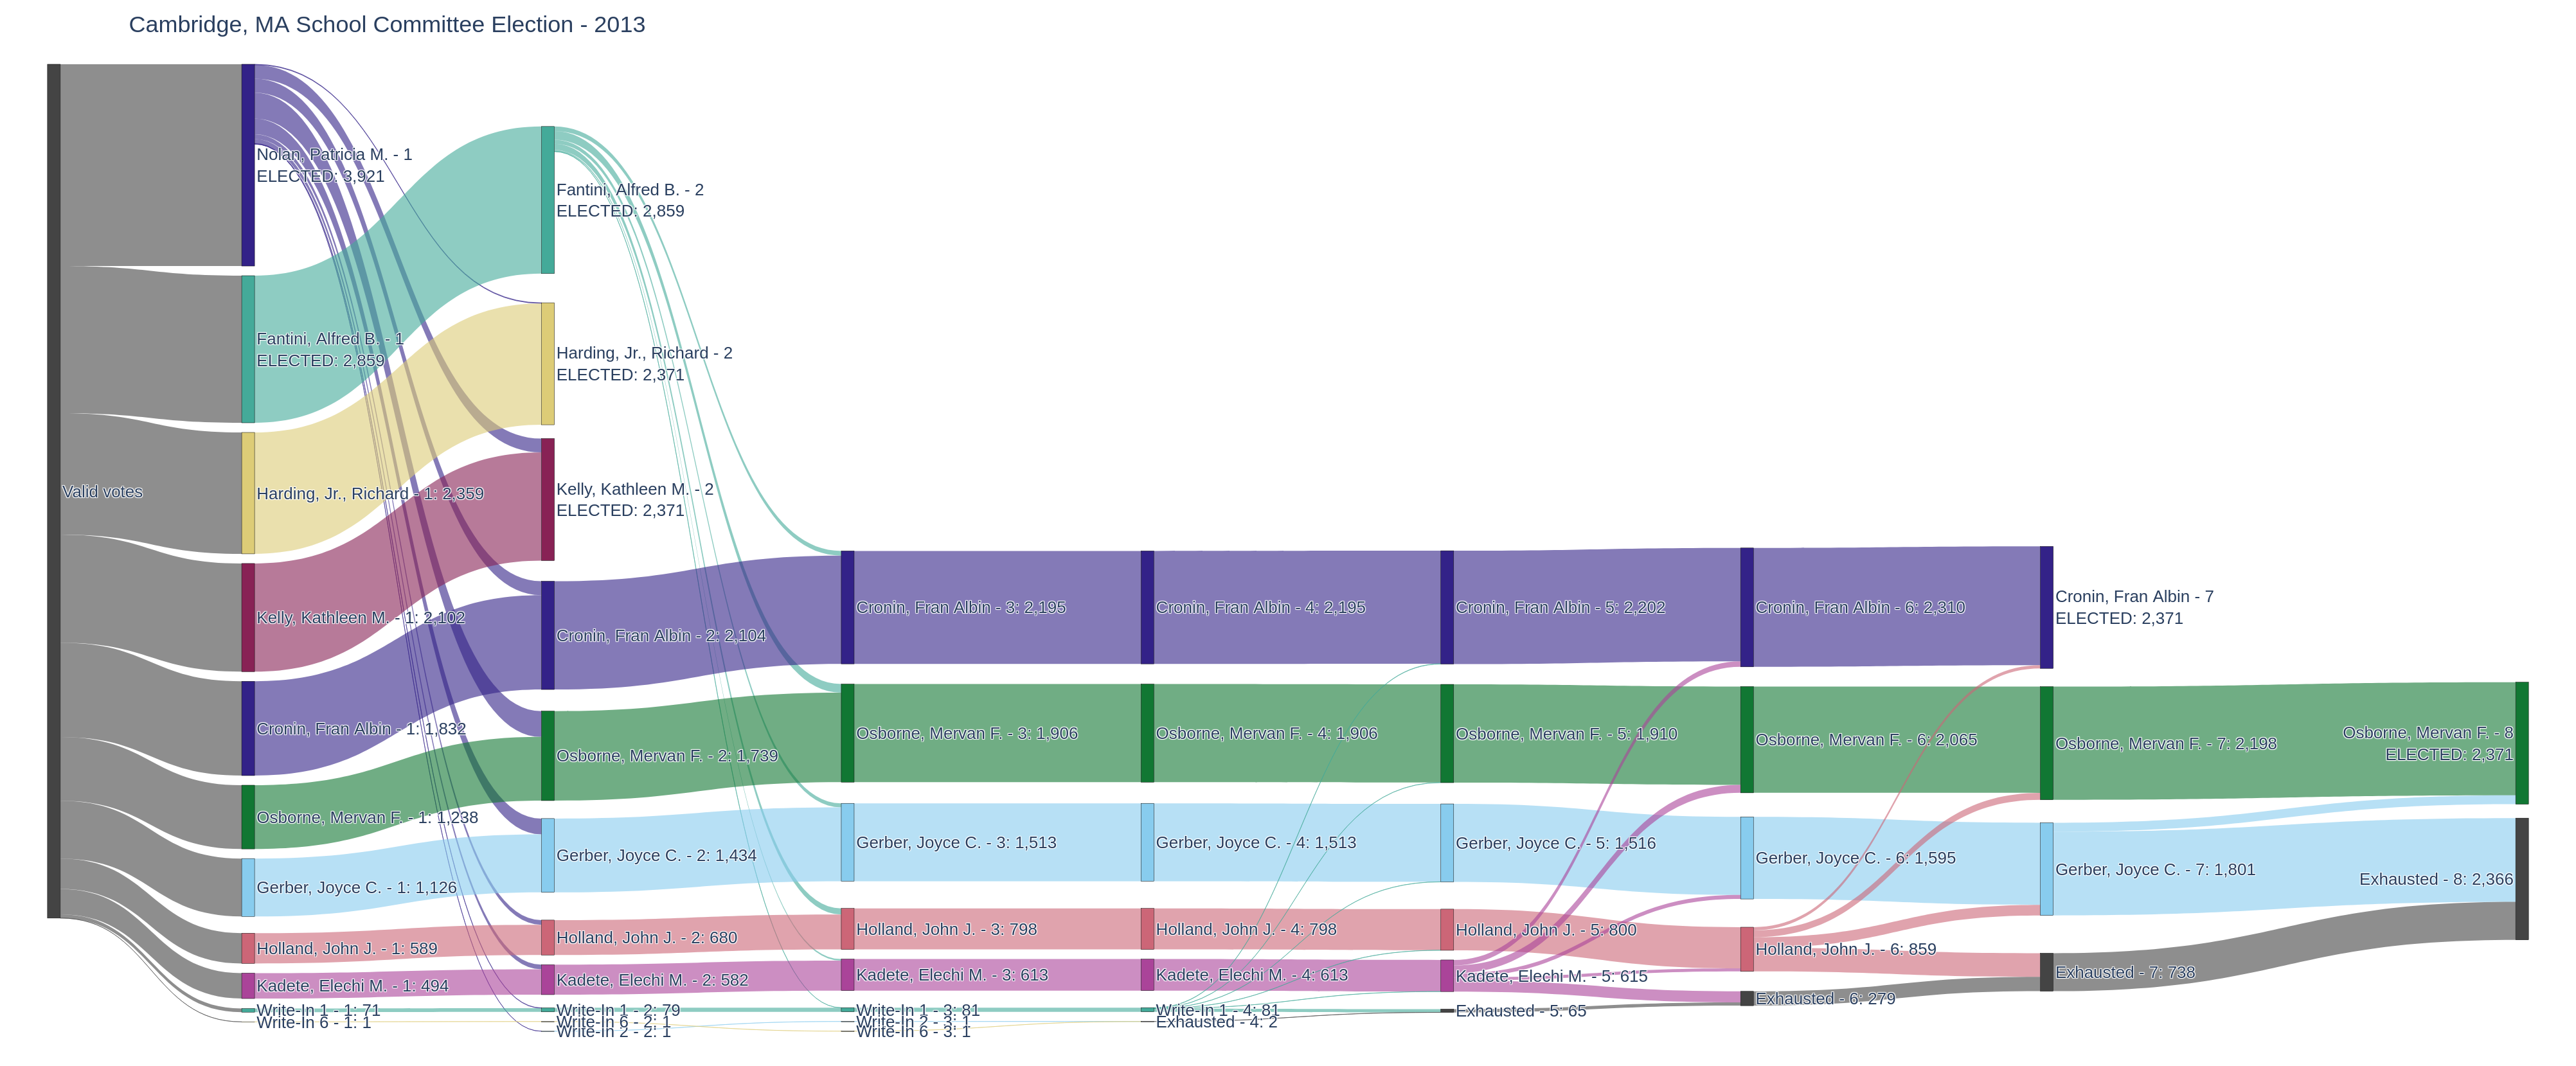 Cambridge, MA School Committee Election - 2013
Valid votes
Nolan, Patricia M. - 1
ELECTED: 3,921
Fantini, Alfred B. - 1
ELECTED: 2,859
Harding, Jr., Richard - 1: 2,359
Kelly, Kathleen M. - 1: 2,102
Cronin, Fran Albin - 1: 1,832
Osborne, Mervan F. - 1: 1,238
Gerber, Joyce C. - 1: 1,126
Holland, John J. - 1: 589
Kadete, Elechi M. - 1: 494
Write-In 1 - 1: 71
Write-In 6 - 1: 1
Fantini, Alfred B. - 2
ELECTED: 2,859
Harding, Jr., Richard - 2
ELECTED: 2,371
Kelly, Kathleen M. - 2
ELECTED: 2,371
Cronin, Fran Albin - 2: 2,104
Osborne, Mervan F. - 2: 1,739
Gerber, Joyce C. - 2: 1,434
Holland, John J. - 2: 680
Kadete, Elechi M. - 2: 582
Write-In 1 - 2: 79
Write-In 6 - 2: 1
Write-In 2 - 2: 1
Cronin, Fran Albin - 3: 2,195
Osborne, Mervan F. - 3: 1,906
Gerber, Joyce C. - 3: 1,513
Holland, John J. - 3: 798
Kadete, Elechi M. - 3: 613
Write-In 1 - 3: 81
Write-In 2 - 3: 1
Write-In 6 - 3: 1
Cronin, Fran Albin - 4: 2,195
Osborne, Mervan F. - 4: 1,906
Gerber, Joyce C. - 4: 1,513
Holland, John J. - 4: 798
Kadete, Elechi M. - 4: 613
Write-In 1 - 4: 81
Exhausted - 4: 2
Cronin, Fran Albin - 5: 2,202
Osborne, Mervan F. - 5: 1,910
Gerber, Joyce C. - 5: 1,516
Holland, John J. - 5: 800
Kadete, Elechi M. - 5: 615
Exhausted - 5: 65
Cronin, Fran Albin - 6: 2,310
Osborne, Mervan F. - 6: 2,065
Gerber, Joyce C. - 6: 1,595
Holland, John J. - 6: 859
Exhausted - 6: 279
Cronin, Fran Albin - 7
ELECTED: 2,371
Osborne, Mervan F. - 7: 2,198
Gerber, Joyce C. - 7: 1,801
Exhausted - 7: 738
Osborne, Mervan F. - 8
ELECTED: 2,371
Exhausted - 8: 2,366